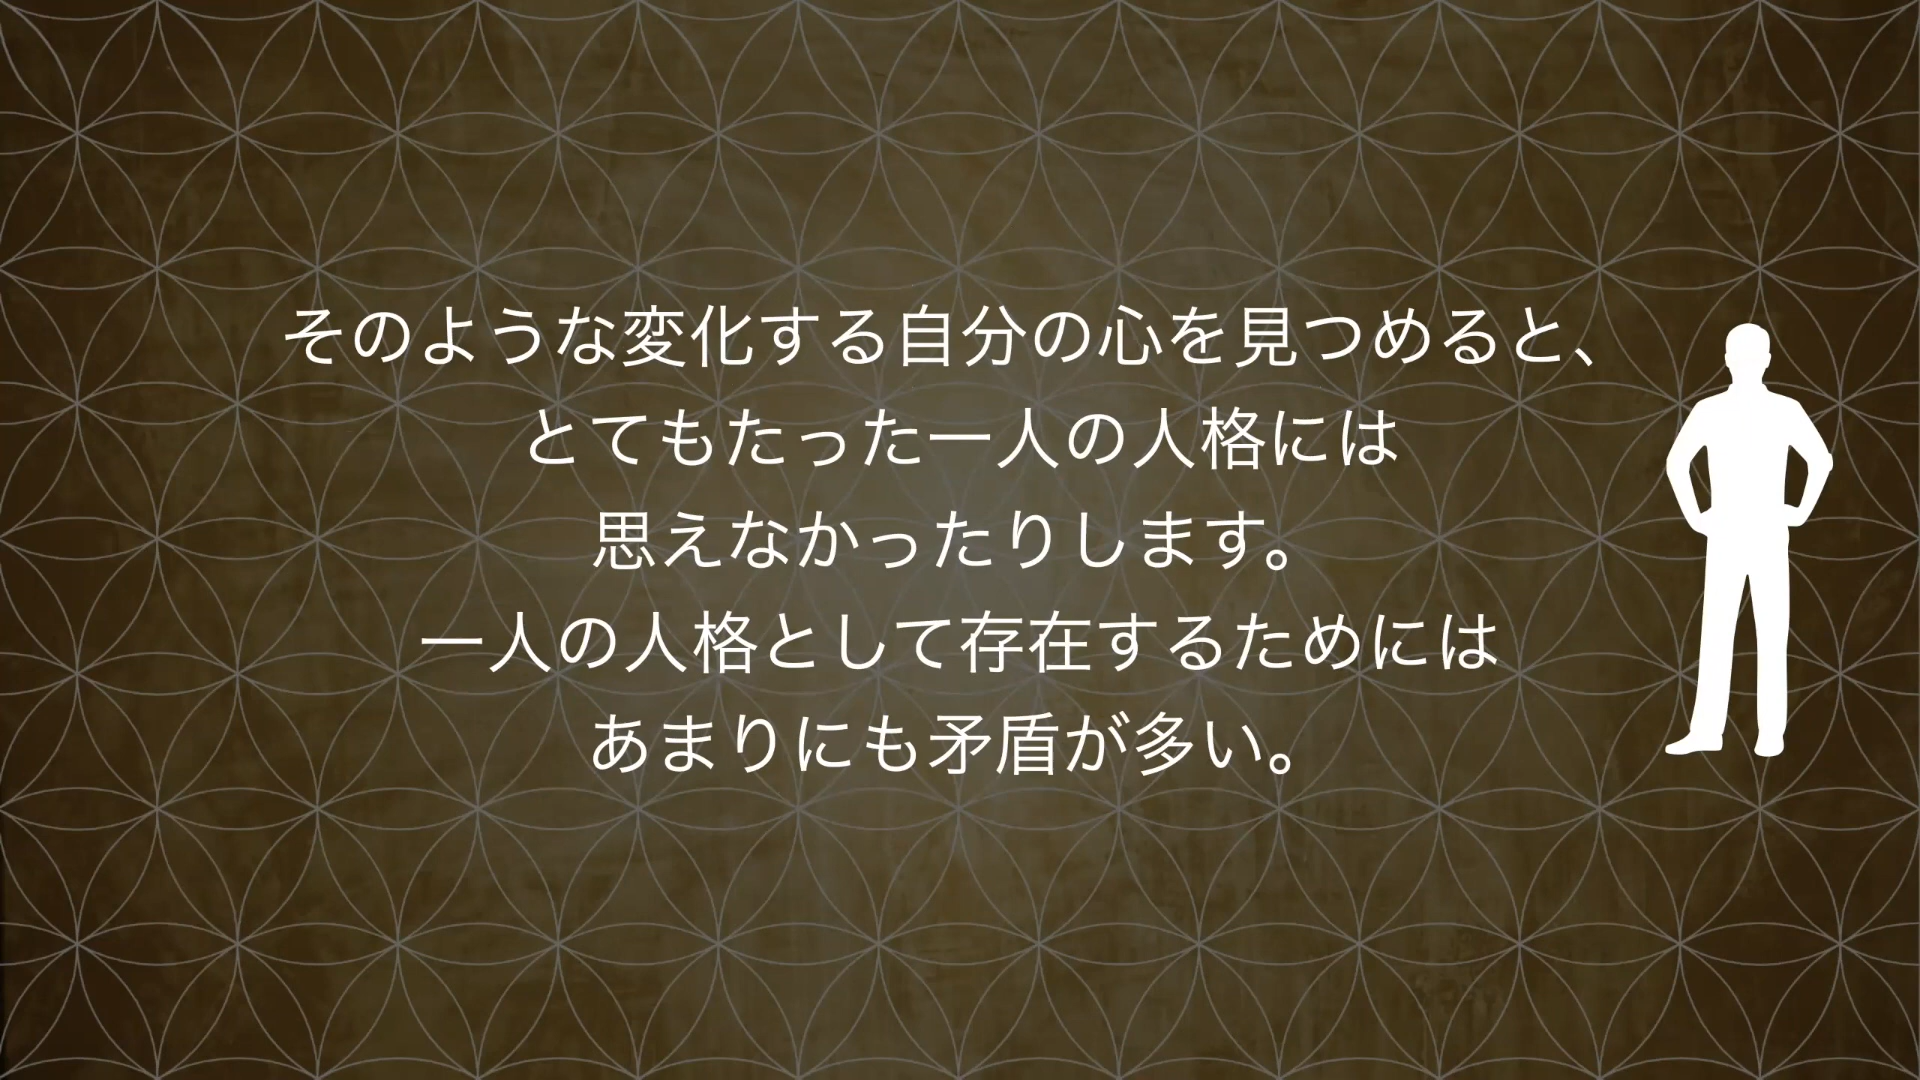 そのような変化する自分の心を見つめると、
とてもたった一人の人格には
思えなかったりします。
一人の人格として存在するためには
あまりにも矛盾が多い。